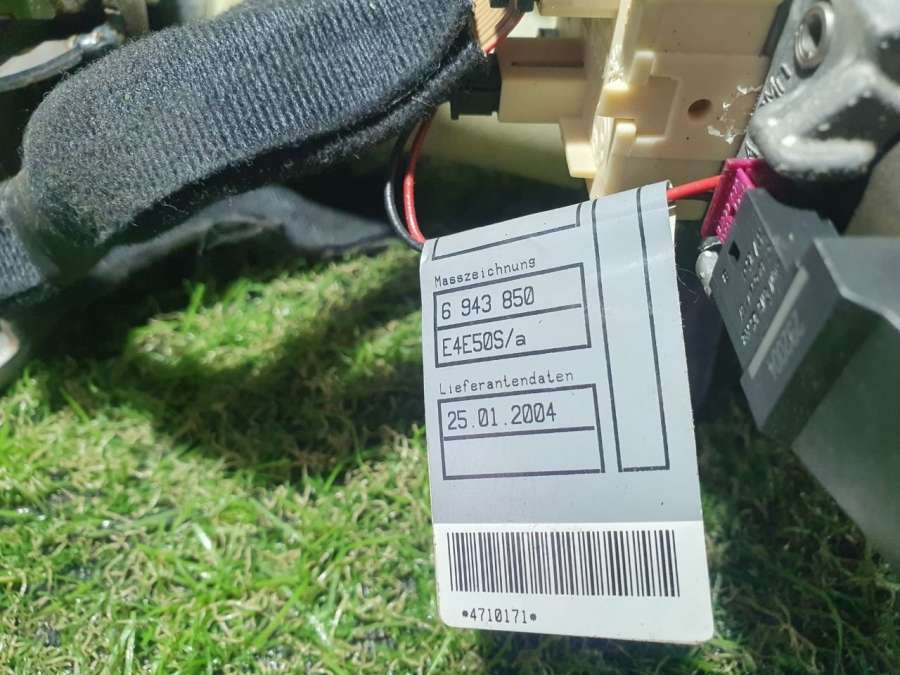 Masszeichnung
6 943 850
E4E50S/a
Lieferantendaten
25.01.2004
*4710171*